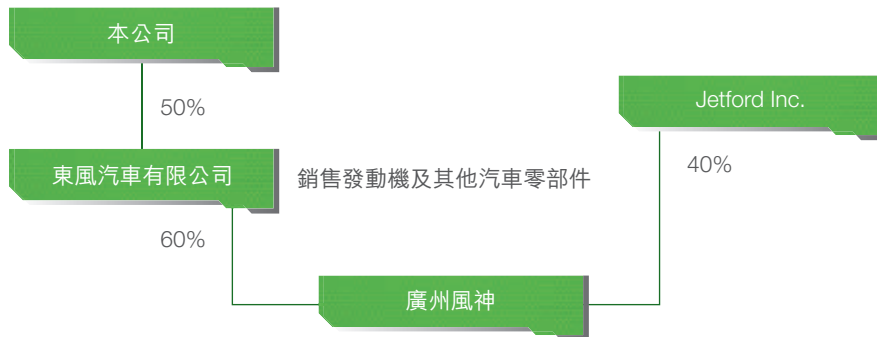 本公司
50%
Jetford Inc.
東風汽車有限公司
銷售發動機及其他汽車零部件
40%
60%
廣州風神